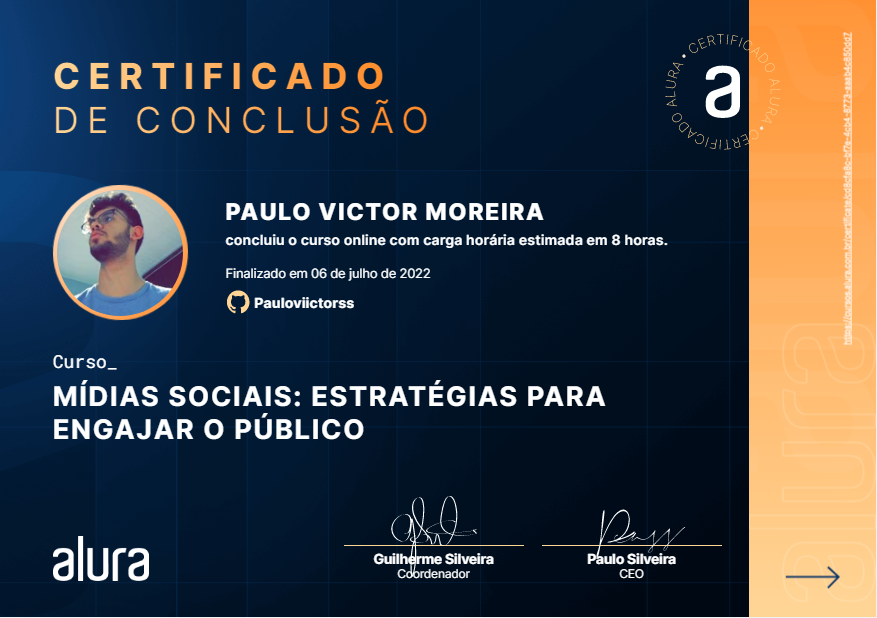 CERTIFICADO
DE CONCLUSÃO
CERTIFICADO ALURA • CERTIFICADO ALURA •
a
PAULO VICTOR MOREIRA
concluiu o curso online com carga horária estimada em 8 horas.
Finalizado em 06 de julho de 2022
Pauloviictorss
Curso_
MÍDIAS SOCIAIS: ESTRATÉGIAS PARA
ENGAJAR O PÚBLICO
alura
Guilherme Silveira
Coordenador
Paulo Silveira
CEO
alura